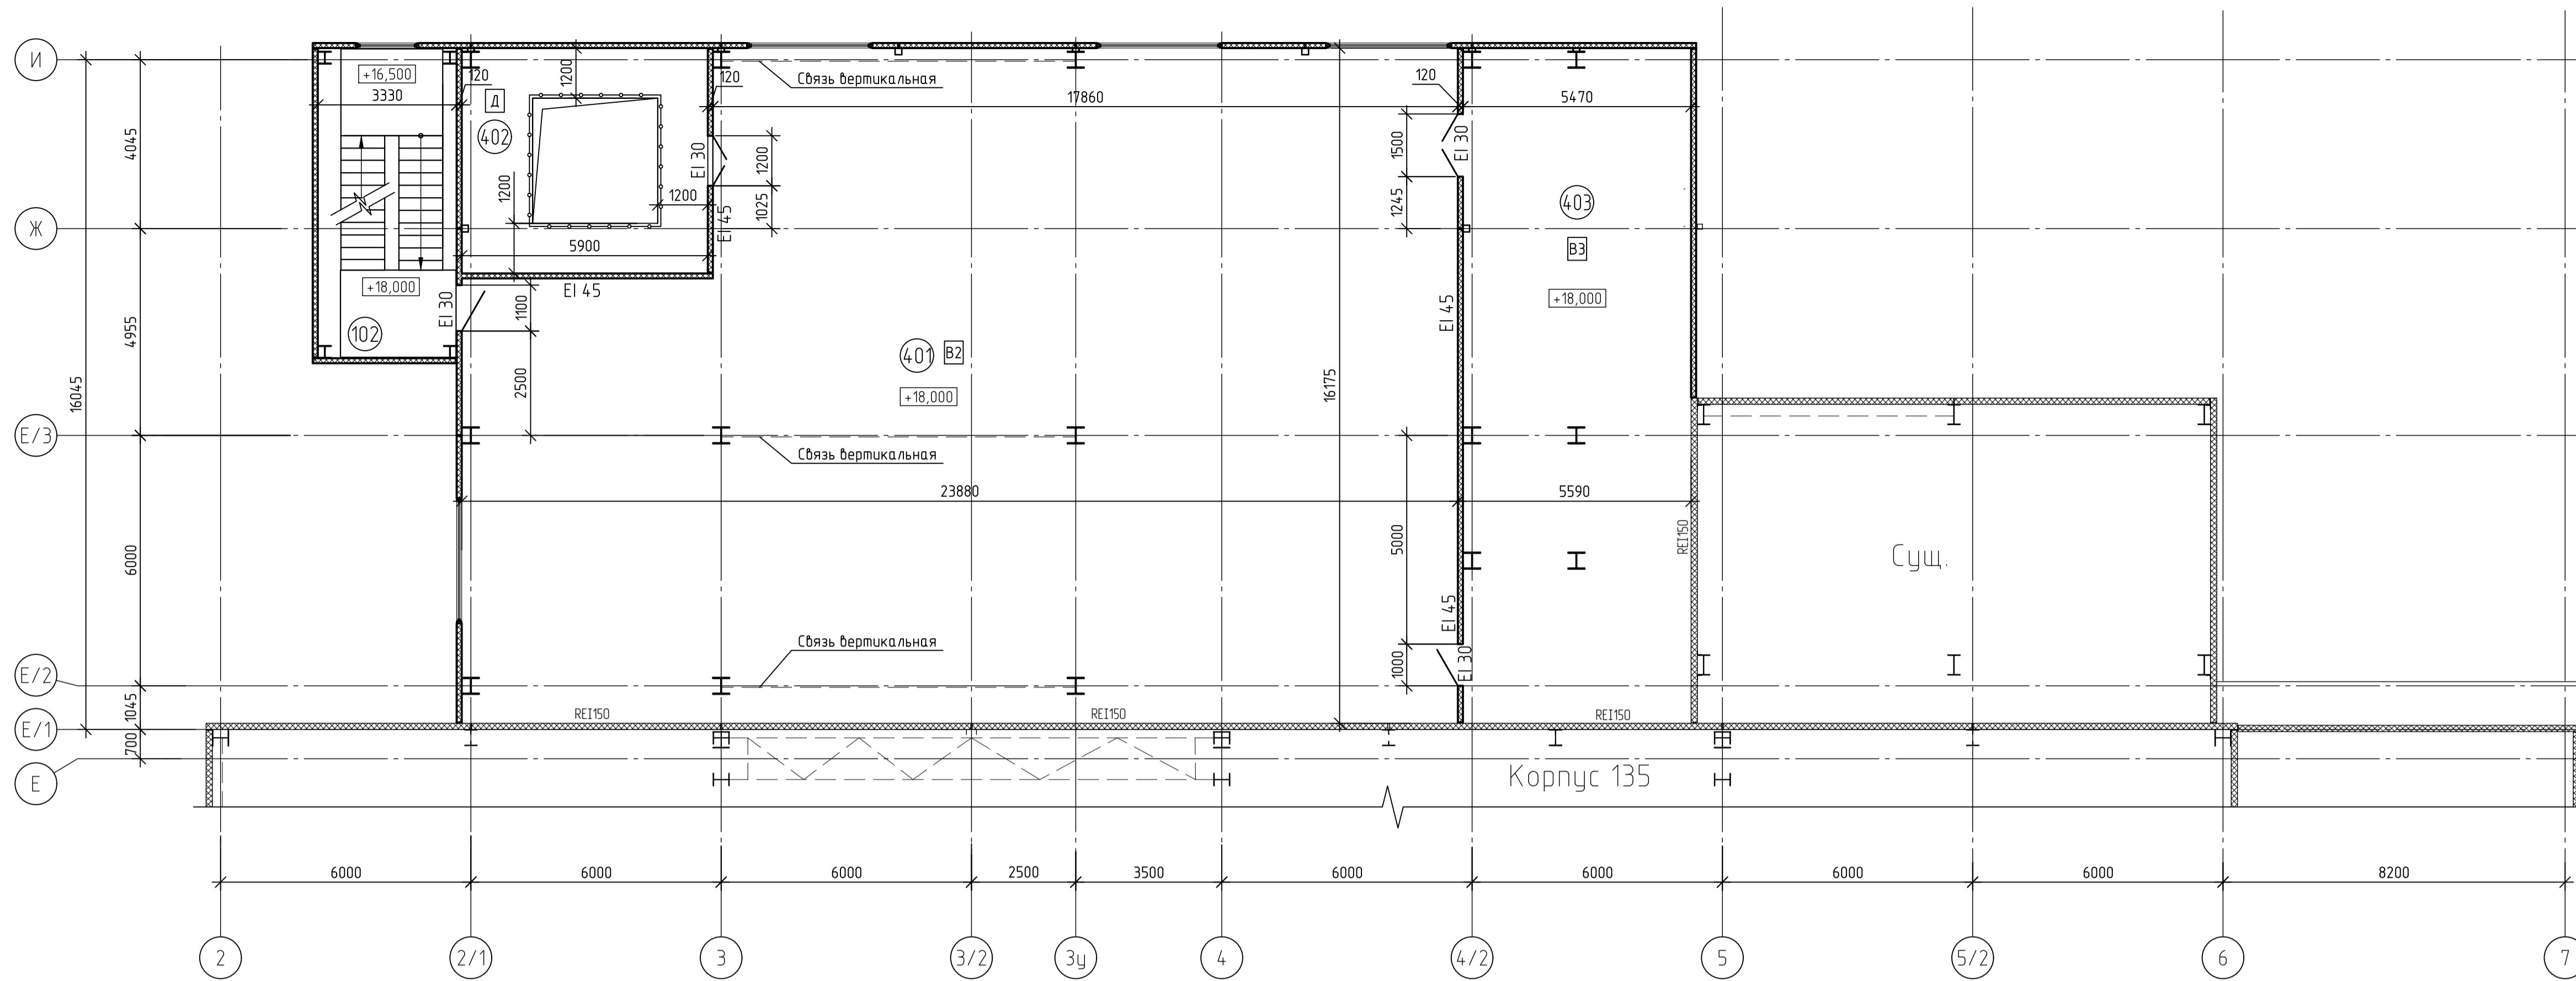 И
+16,500
120
1200
Связь вертикальная
120
120
3330
Д
17860
5470
402
4045
EI 30
1200
1500
EI 30
1200
1200
1025
1245
403
Ж
EI 45
5900
В3
+18,000
EI 45
+18,000
EI 30
1100
EI 45
4955
102
401
В2
2500
+18,000
16045
16175
Е/3
Связь вертикальная
23880
5590
6000
5000
REI150
Сущ.
EI 45
Связь вертикальная
1000
EI 30
Е/2
1045
REI150
REI150
REI150
Е/1
700
Е
Корпус 135
6000
6000
6000
2500
3500
6000
6000
6000
6000
8200
2
2/1
3
3/2
3у
4
4/2
5
5/2
6
7